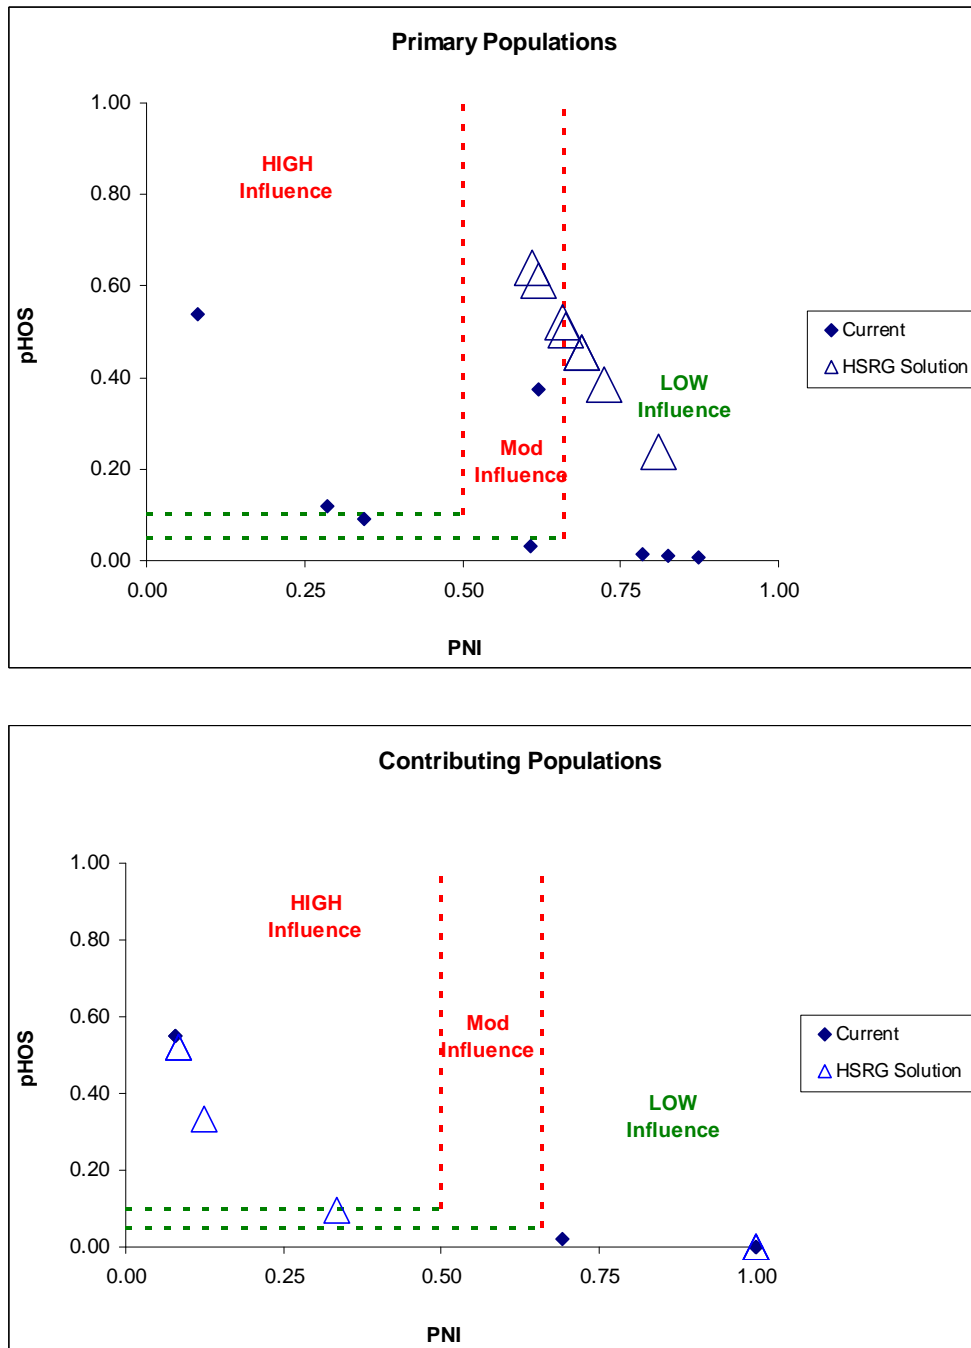 Primary Populations
1.00
0.80
0.60
0.40
0.20
0.00
pHOS
HIGH
Influence
Mod
Influence
LOW
Influence
Current
HSRG Solution
0.00 0.25 0.50 0.75 1.00
PNI
Contributing Populations
1.00
0.80
0.60
0.40
0.20
0.00
pHOS
HIGH
Influence
Mod
Influence
LOW
Influence
Current
HSRG Solution
0.00 0.25 0.50 0.75 1.00
PNI